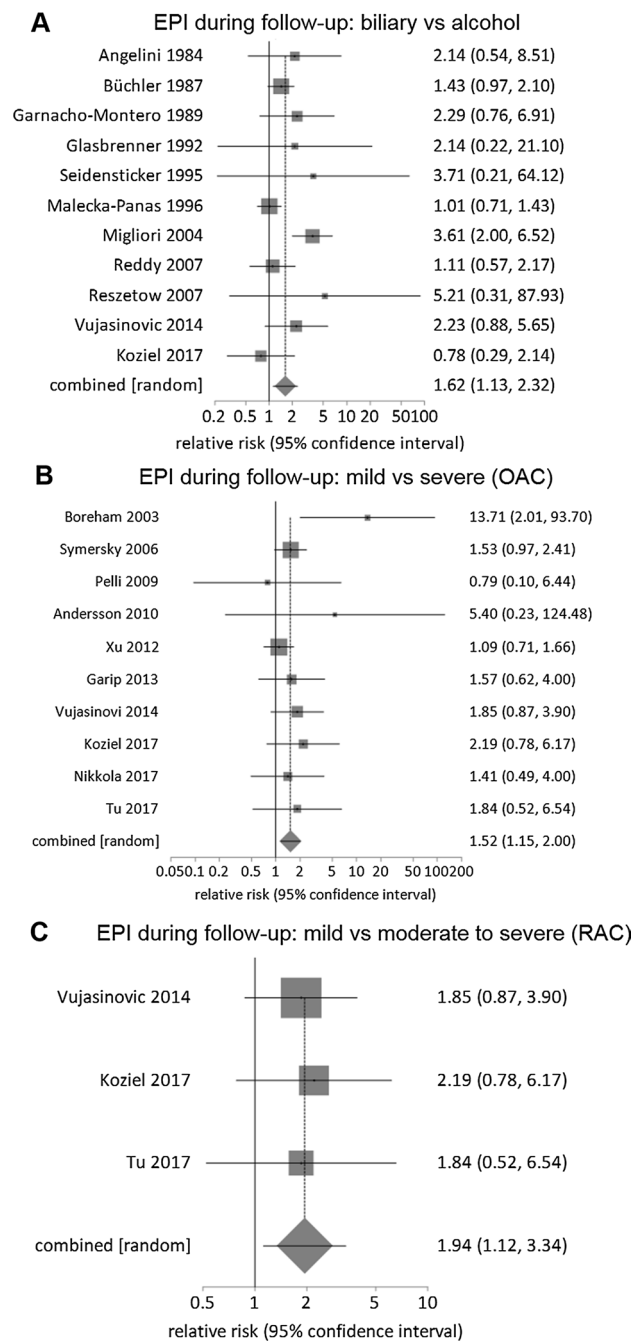 A EPI during follow-up: biliary vs alcohol
Angelini 1984 2.14 (0.54, 8.51)
Büchler 1987 1.43 (0.97, 2.10)
Garnacho-Montero 1989 2.29 (0.76, 6.91)
Glasbrenner 1992 2.14 (0.22, 21.10)
Seidensticker 1995 3.71 (0.21, 64.12)
Malecka-Panas 1996 1.01 (0.71, 1.43)
Migliori 2004 3.61 (2.00, 6.52)
Reddy 2007 1.11 (0.57, 2.17)
Reszetow 2007 5.21 (0.31, 87.93)
Vujasinovic 2014 2.23 (0.88, 5.65)
Koziel 2017 0.78 (0.29, 2.14)
combined [random] 1.62 (1.13, 2.32)
0.2 0.5 1 2 5 10 20 50 100
relative risk (95% confidence interval)
B EPI during follow-up: mild vs severe (OAC)
Boreham 2003 13.71 (2.01, 93.70)
Symersky 2006 1.53 (0.97, 2.41)
Pelli 2009 0.79 (0.10, 6.44)
Andersson 2010 5.40 (0.23, 124.48)
Xu 2012 1.09 (0.71, 1.66)
Garip 2013 1.57 (0.62, 4.00)
Vujasinovi 2014 1.85 (0.87, 3.90)
Koziel 2017 2.19 (0.78, 6.17)
Nikkola 2017 1.41 (0.49, 4.00)
Tu 2017 1.84 (0.52, 6.54)
combined [random] 1.52 (1.15, 2.00)
0.05 0.1 0.2 0.5 1 2 5 10 20 50 100 200
relative risk (95% confidence interval)
C EPI during follow-up: mild vs moderate to severe (RAC)
Vujasinovic 2014 1.85 (0.87, 3.90)
Koziel 2017 2.19 (0.78, 6.17)
Tu 2017 1.84 (0.52, 6.54)
combined [random] 1.94 (1.12, 3.34)
0.5 1 2 5 10
relative risk (95% confidence interval)